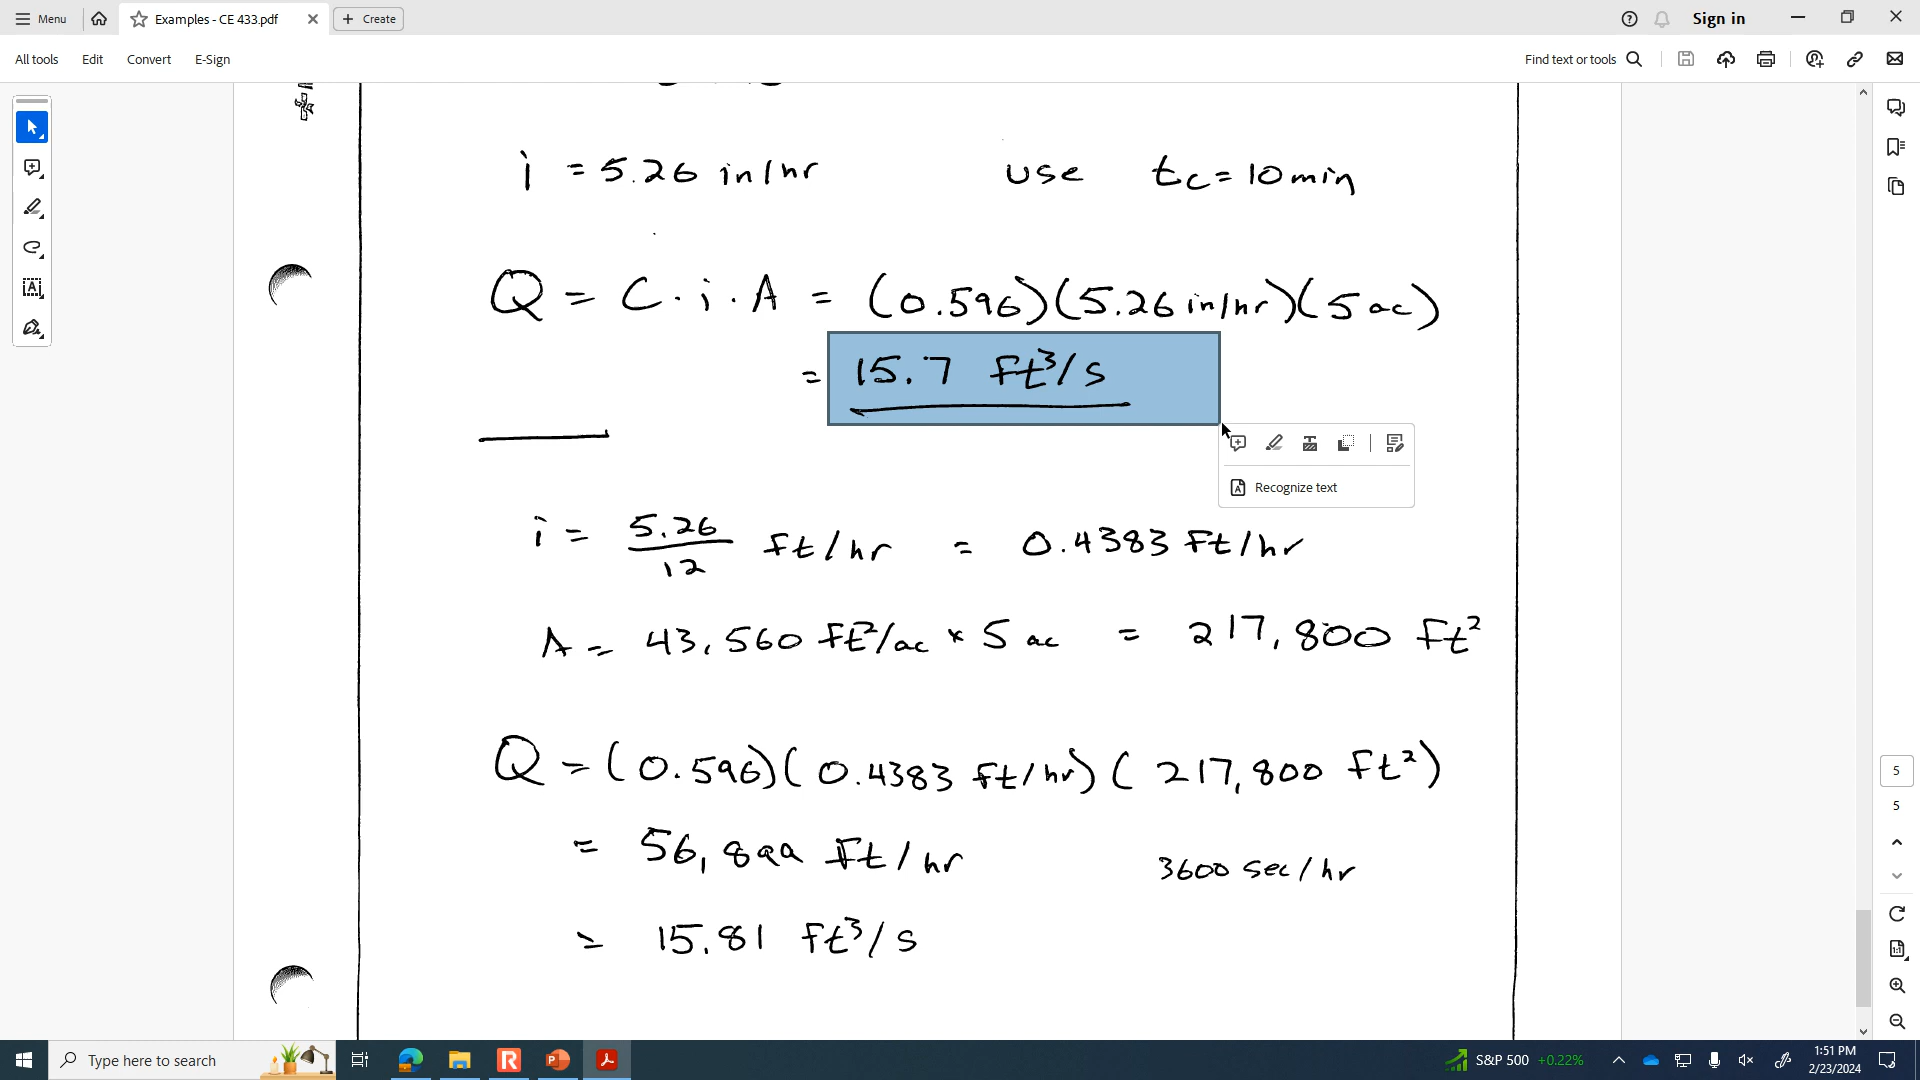 Menu
Examples - CE 433.pdf
Create
Sign in
All tools
Edit
Convert
E-Sign
Find text or tools
i = 5.26 in/hr use tc = 10 min
Q = C · i · A = (0.596)(5.26 in/hr)(5 ac)
= 15.7 ft³/s
Recognize text
i = 5.26/12 ft/hr = 0.4383 ft/hr
A = 43,560 ft²/ac * 5 ac = 217,800 ft²
Q = (0.596)(0.4383 ft/hr)(217,800 ft²)
= 56,899 ft/hr 3600 sec/hr
= 15.81 ft³/s
5
5
Type here to search
S&P 500 +0.22%
1:51 PM
2/23/2024